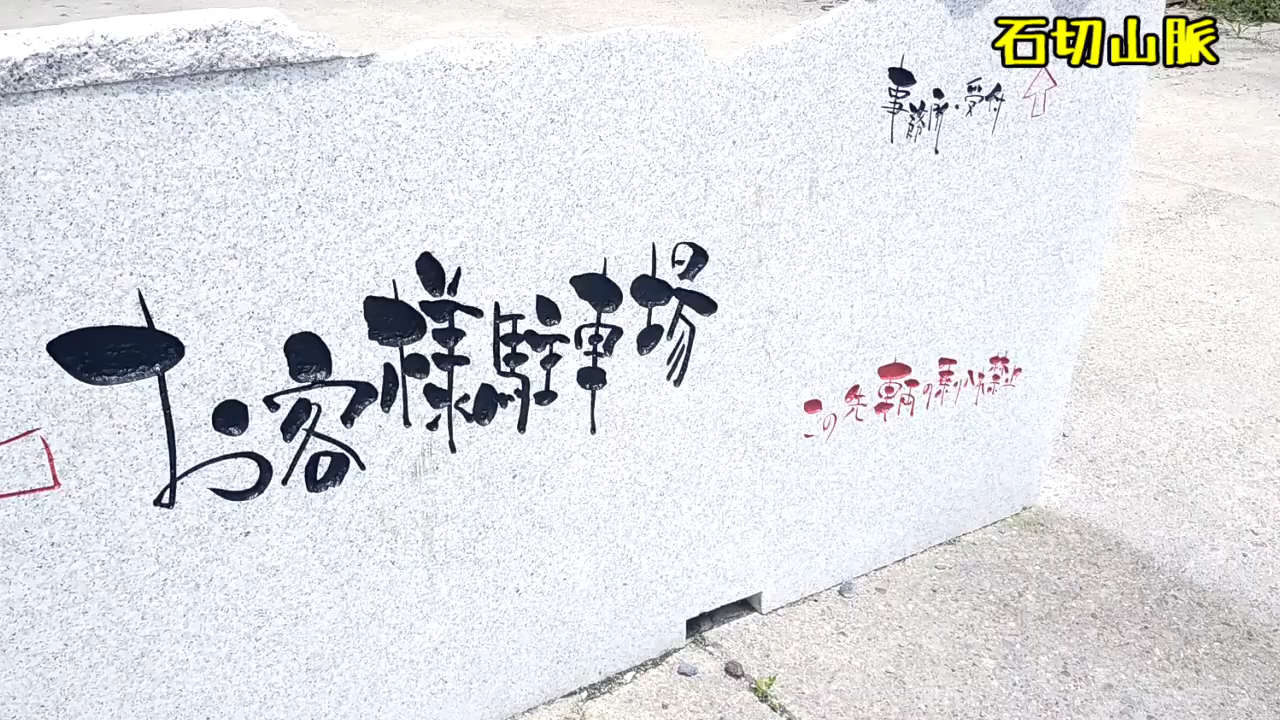 石切山脈
事務所・受付
お客様駐車場
この先車両の乗り入れ禁止